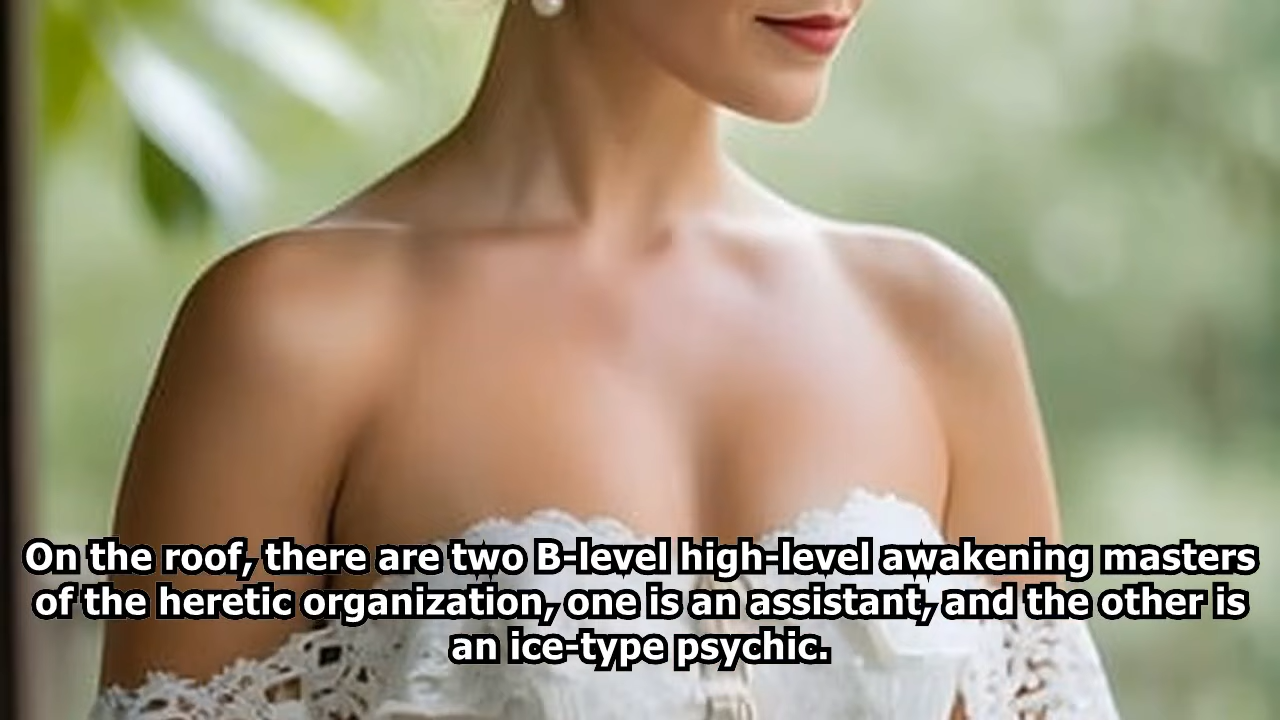 On the roof, there are two B-level high-level awakening masters
of the heretic organization, one is an assistant, and the other is
an ice-type psychic.